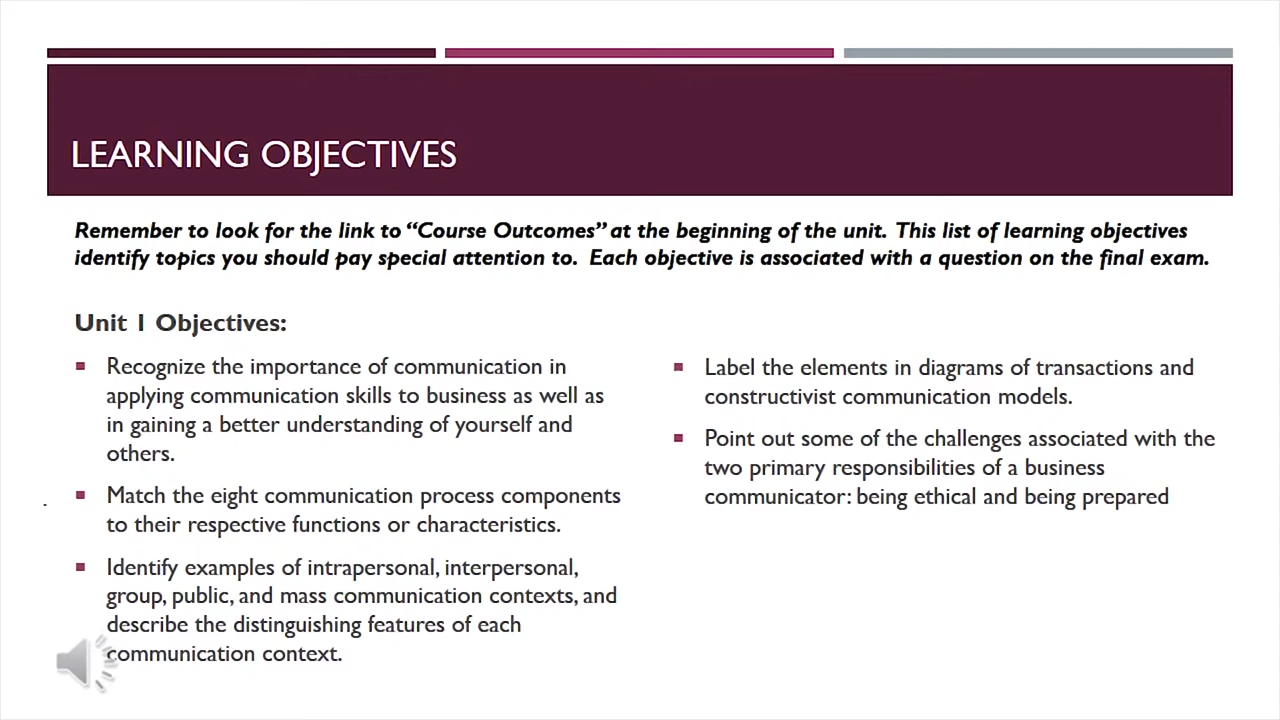 LEARNING OBJECTIVES
Remember to look for the link to “Course Outcomes” at the beginning of the unit. This list of learning objectives
identify topics you should pay special attention to. Each objective is associated with a question on the final exam.
Unit 1 Objectives:
Recognize the importance of communication in
applying communication skills to business as well as
in gaining a better understanding of yourself and
others.
Match the eight communication process components
to their respective functions or characteristics.
Identify examples of intrapersonal, interpersonal,
group, public, and mass communication contexts, and
describe the distinguishing features of each
communication context.
Label the elements in diagrams of transactions and
constructivist communication models.
Point out some of the challenges associated with the
two primary responsibilities of a business
communicator: being ethical and being prepared